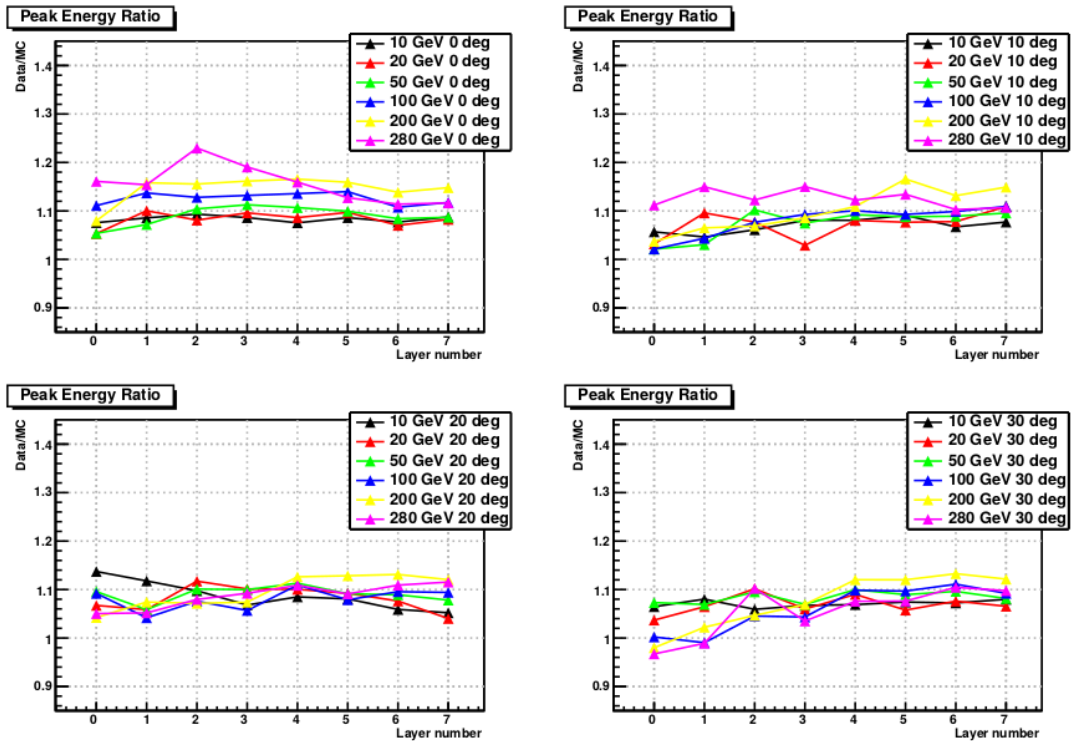 Peak Energy Ratio
Data/MC
1.4
1.3
1.2
1.1
1
0.9
0 1 2 3 4 5 6 7
Layer number
10 GeV 0 deg
20 GeV 0 deg
50 GeV 0 deg
100 GeV 0 deg
200 GeV 0 deg
280 GeV 0 deg
Peak Energy Ratio
Data/MC
1.4
1.3
1.2
1.1
1
0.9
0 1 2 3 4 5 6 7
Layer number
10 GeV 10 deg
20 GeV 10 deg
50 GeV 10 deg
100 GeV 10 deg
200 GeV 10 deg
280 GeV 10 deg
Peak Energy Ratio
Data/MC
1.4
1.3
1.2
1.1
1
0.9
0 1 2 3 4 5 6 7
Layer number
10 GeV 20 deg
20 GeV 20 deg
50 GeV 20 deg
100 GeV 20 deg
200 GeV 20 deg
280 GeV 20 deg
Peak Energy Ratio
Data/MC
1.4
1.3
1.2
1.1
1
0.9
0 1 2 3 4 5 6 7
Layer number
10 GeV 30 deg
20 GeV 30 deg
50 GeV 30 deg
100 GeV 30 deg
200 GeV 30 deg
280 GeV 30 deg